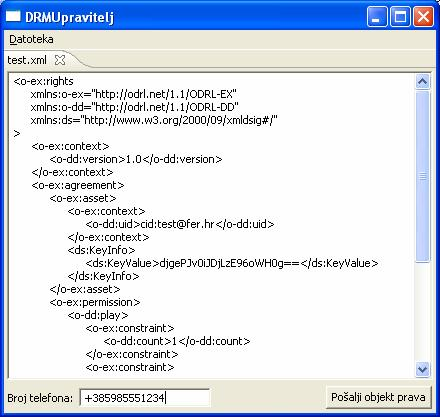 DRMUpravitelj
Datoteka
test.xml
<o-ex:rights
xmlns:o-ex="http://odrl.net/1.1/ODRL-EX"
xmlns:o-dd="http://odrl.net/1.1/ODRL-DD"
xmlns:ds="http://www.w3.org/2000/09/xmldsig#/"
>
<o-ex:context>
<o-dd:version>1.0</o-dd:version>
</o-ex:context>
<o-ex:agreement>
<o-ex:asset>
<o-ex:context>
<o-dd:uid>cid:test@fer.hr</o-dd:uid>
</o-ex:context>
<ds:KeyInfo>
<ds:KeyValue>djgePJv0iJDjLzE96oWH0g==</ds:KeyValue>
</ds:KeyInfo>
</o-ex:asset>
<o-ex:permission>
<o-dd:play>
<o-ex:constraint>
<o-dd:count>1</o-dd:count>
</o-ex:constraint>
<o-ex:constraint>
Broj telefona: +385985551234 Pošalji objekt prava